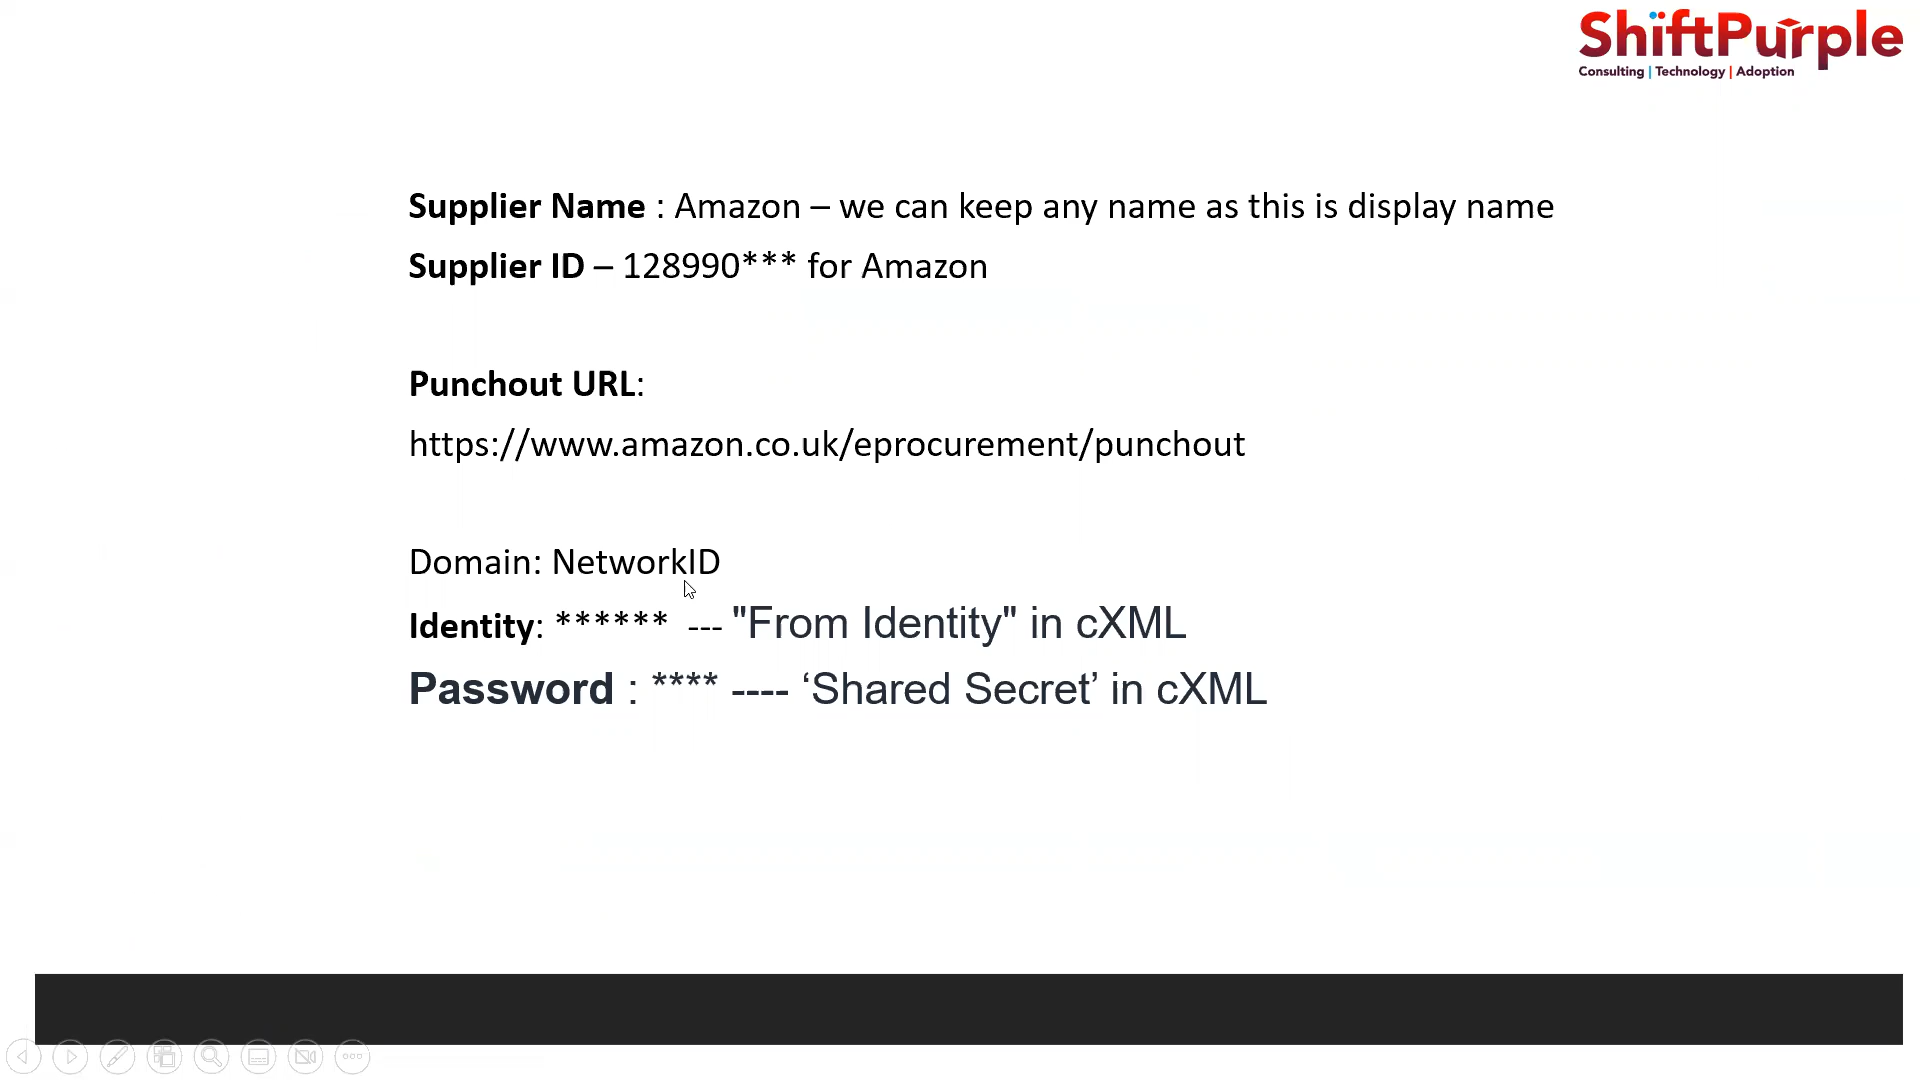 ShiftPurple
Consulting | Technology | Adoption
Supplier Name : Amazon – we can keep any name as this is display name
Supplier ID – 128990*** for Amazon
Punchout URL:
https://www.amazon.co.uk/eprocurement/punchout
Domain: NetworkID
Identity: ****** --- "From Identity" in cXML
Password : **** ---- ‘Shared Secret’ in cXML